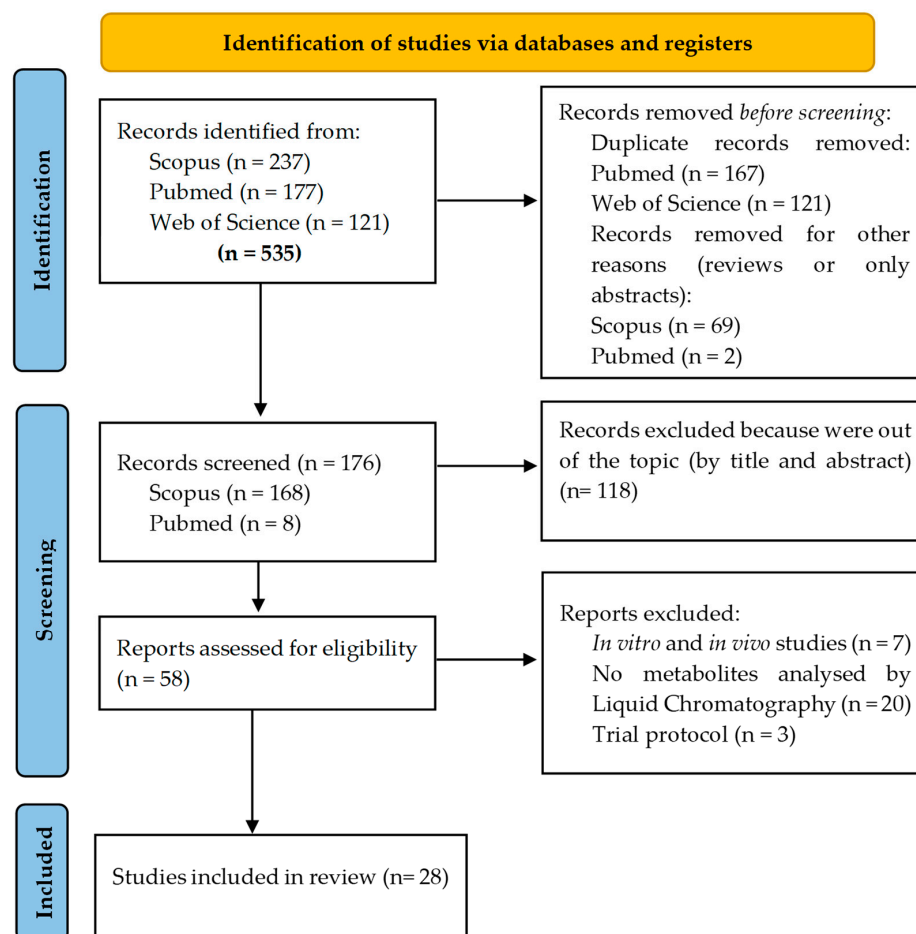 Identification of studies via databases and registers
Identification
Records identified from:
Scopus (n = 237)
Pubmed (n = 177)
Web of Science (n = 121)
(n = 535)
Records removed before screening:
Duplicate records removed:
Pubmed (n = 167)
Web of Science (n = 121)
Records removed for other
reasons (reviews or only
abstracts):
Scopus (n = 69)
Pubmed (n = 2)
Screening
Records screened (n = 176)
Scopus (n = 168)
Pubmed (n = 8)
Records excluded because were out
of the topic (by title and abstract)
(n= 118)
Reports assessed for eligibility
(n = 58)
Reports excluded:
In vitro and in vivo studies (n = 7)
No metabolites analysed by
Liquid Chromatography (n = 20)
Trial protocol (n = 3)
Included
Studies included in review (n= 28)